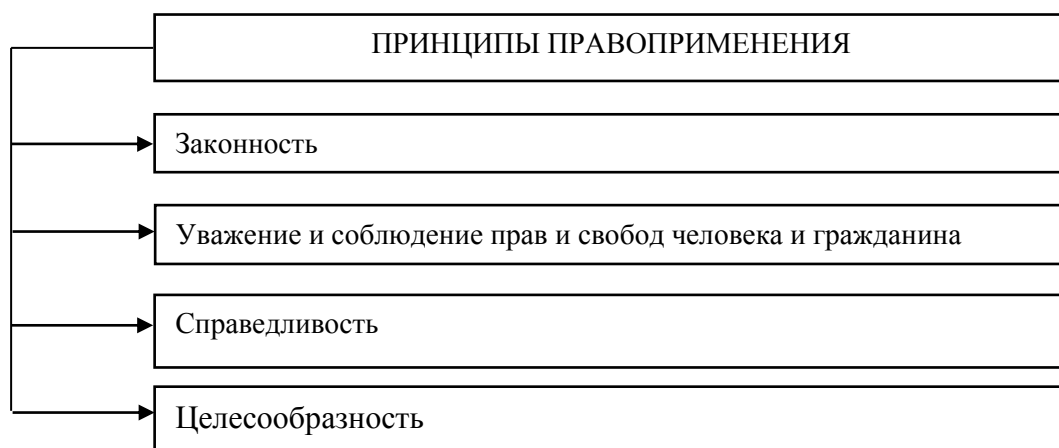 ПРИНЦИПЫ ПРАВОПРИМЕНЕНИЯ
Законность
Уважение и соблюдение прав и свобод человека и гражданина
Справедливость
Целесообразность